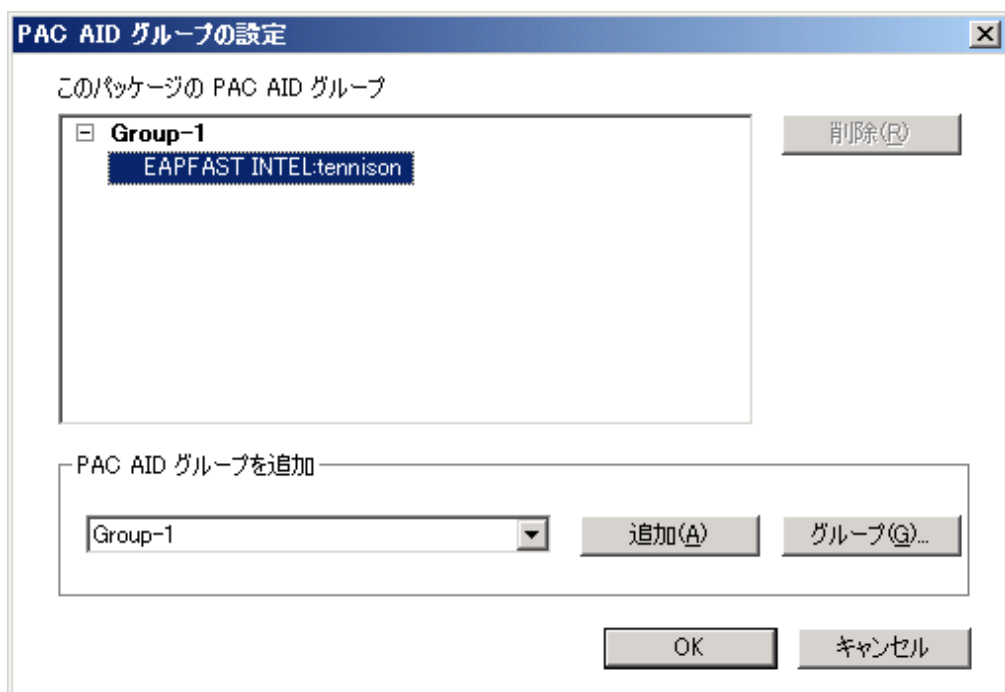 PAC AID グループの設定
このパッケージの PAC AID グループ
Group-1
削除(R)
EAPFAST INTEL:tennison
PAC AID グループを追加
Group-1
追加(A)
グループ(G)...
OK
キャンセル